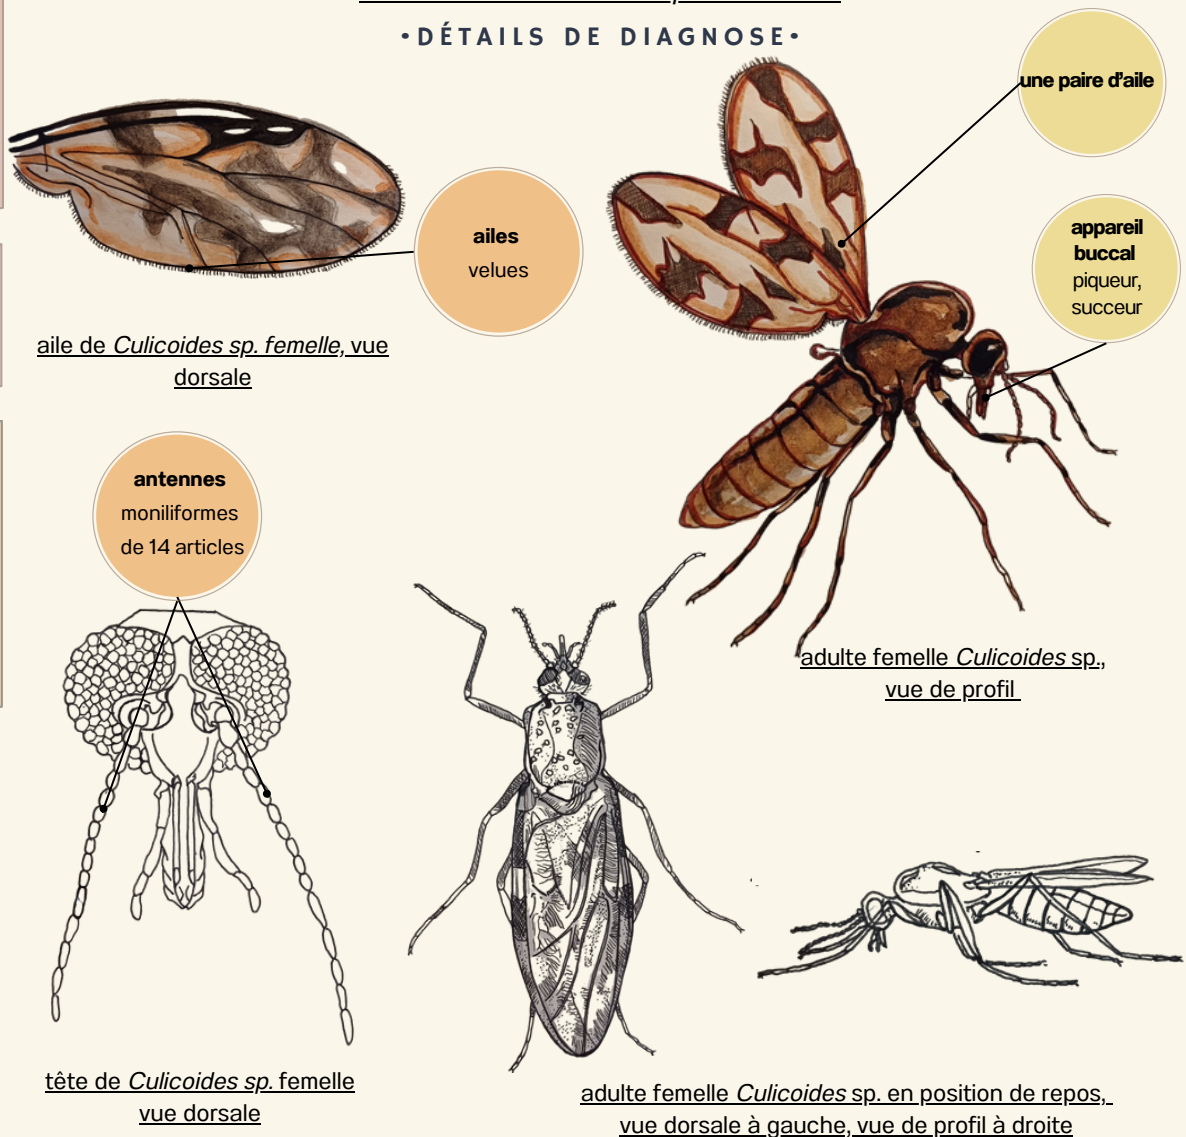 •DÉTAILS DE DIAGNOSE•
une paire d'aile
appareil
buccal
piqueur,
succeur
ailes
velues
aile de Culicoides sp. femelle, vue
dorsale
antennes
moniliformes
de 14 articles
adulte femelle Culicoides sp.,
vue de profil
tête de Culicoides sp. femelle
vue dorsale
adulte femelle Culicoides sp. en position de repos,
vue dorsale à gauche, vue de profil à droite